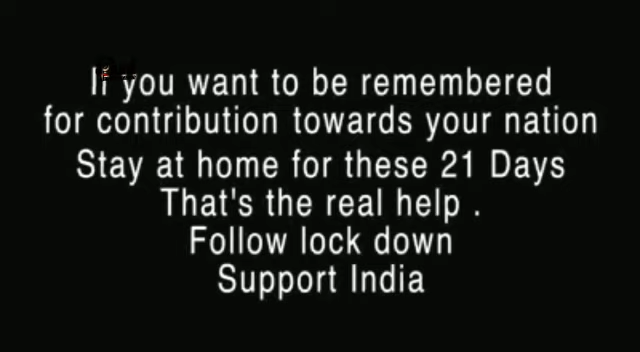 If you want to be remembered
for contribution towards your nation
Stay at home for these 21 Days
That's the real help .
Follow lock down
Support India